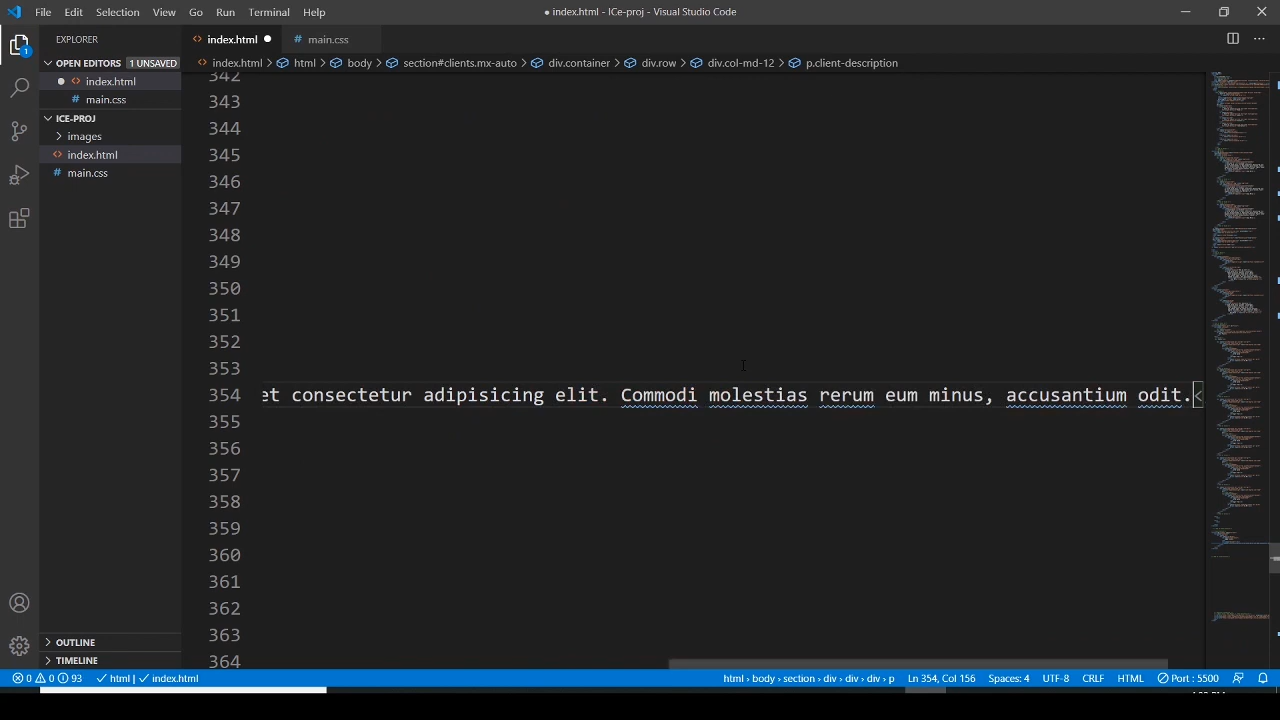 File Edit Selection View Go Run Terminal Help
● index.html - ICe-proj - Visual Studio Code
EXPLORER
index.html ●
main.css
OPEN EDITORS 1 UNSAVED
index.html > html > body > section#clients.mx-auto > div.container > div.row > div.col-md-12 > p.client-description
● index.html
main.css
ICE-PROJ
images
index.html
main.css
342
343
344
345
346
347
348
349
350
351
352
353
354 et consectetur adipisicing elit. Commodi molestias rerum eum minus, accusantium odit.<
355
356
357
358
359
360
361
362
363
364
1
OUTLINE
TIMELINE
0 0 93 html | index.html
html > body > section > div > div > div > p Ln 354, Col 156 Spaces: 4 UTF-8 CRLF HTML Port : 5500